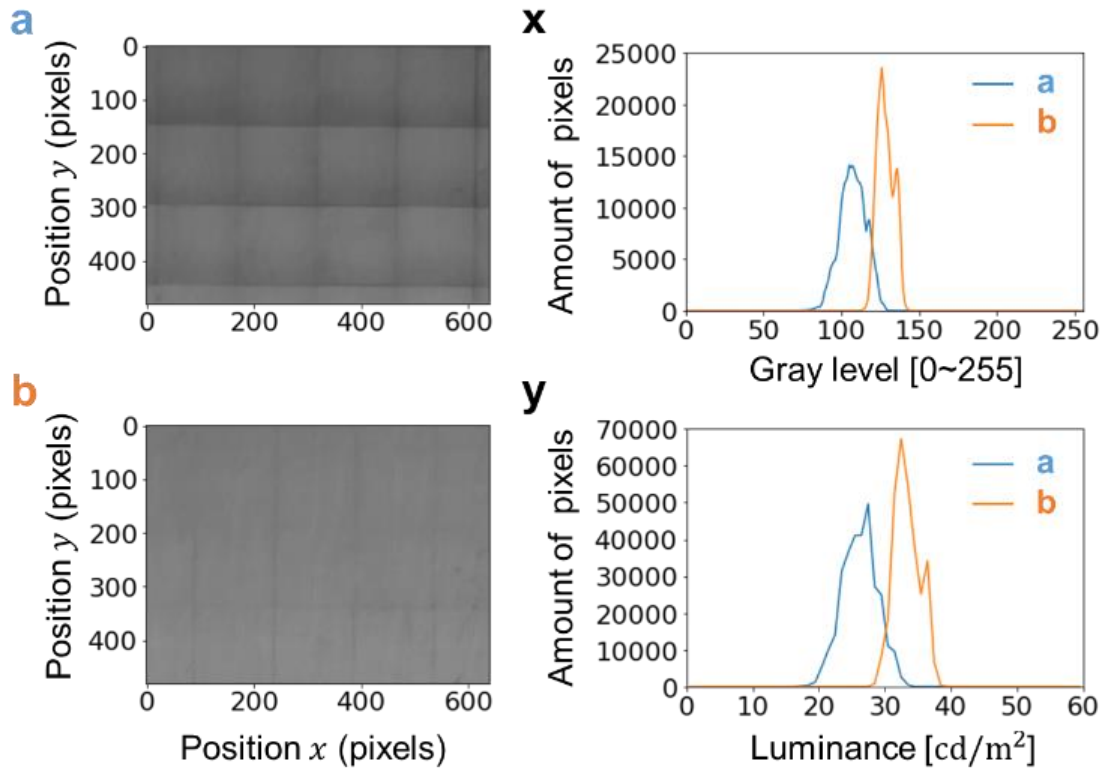 a
Position y (pixels)
0
100
200
300
400
0 200 400 600
x
Amount of pixels
25000
20000
15000
10000
5000
0
0 50 100 150 200 250
Gray level [0~255]
a
b
b
Position y (pixels)
0
100
200
300
400
0 200 400 600
Position x (pixels)
y
Amount of pixels
70000
60000
50000
40000
30000
20000
10000
0
0 10 20 30 40 50 60
Luminance [cd/m²]
a
b